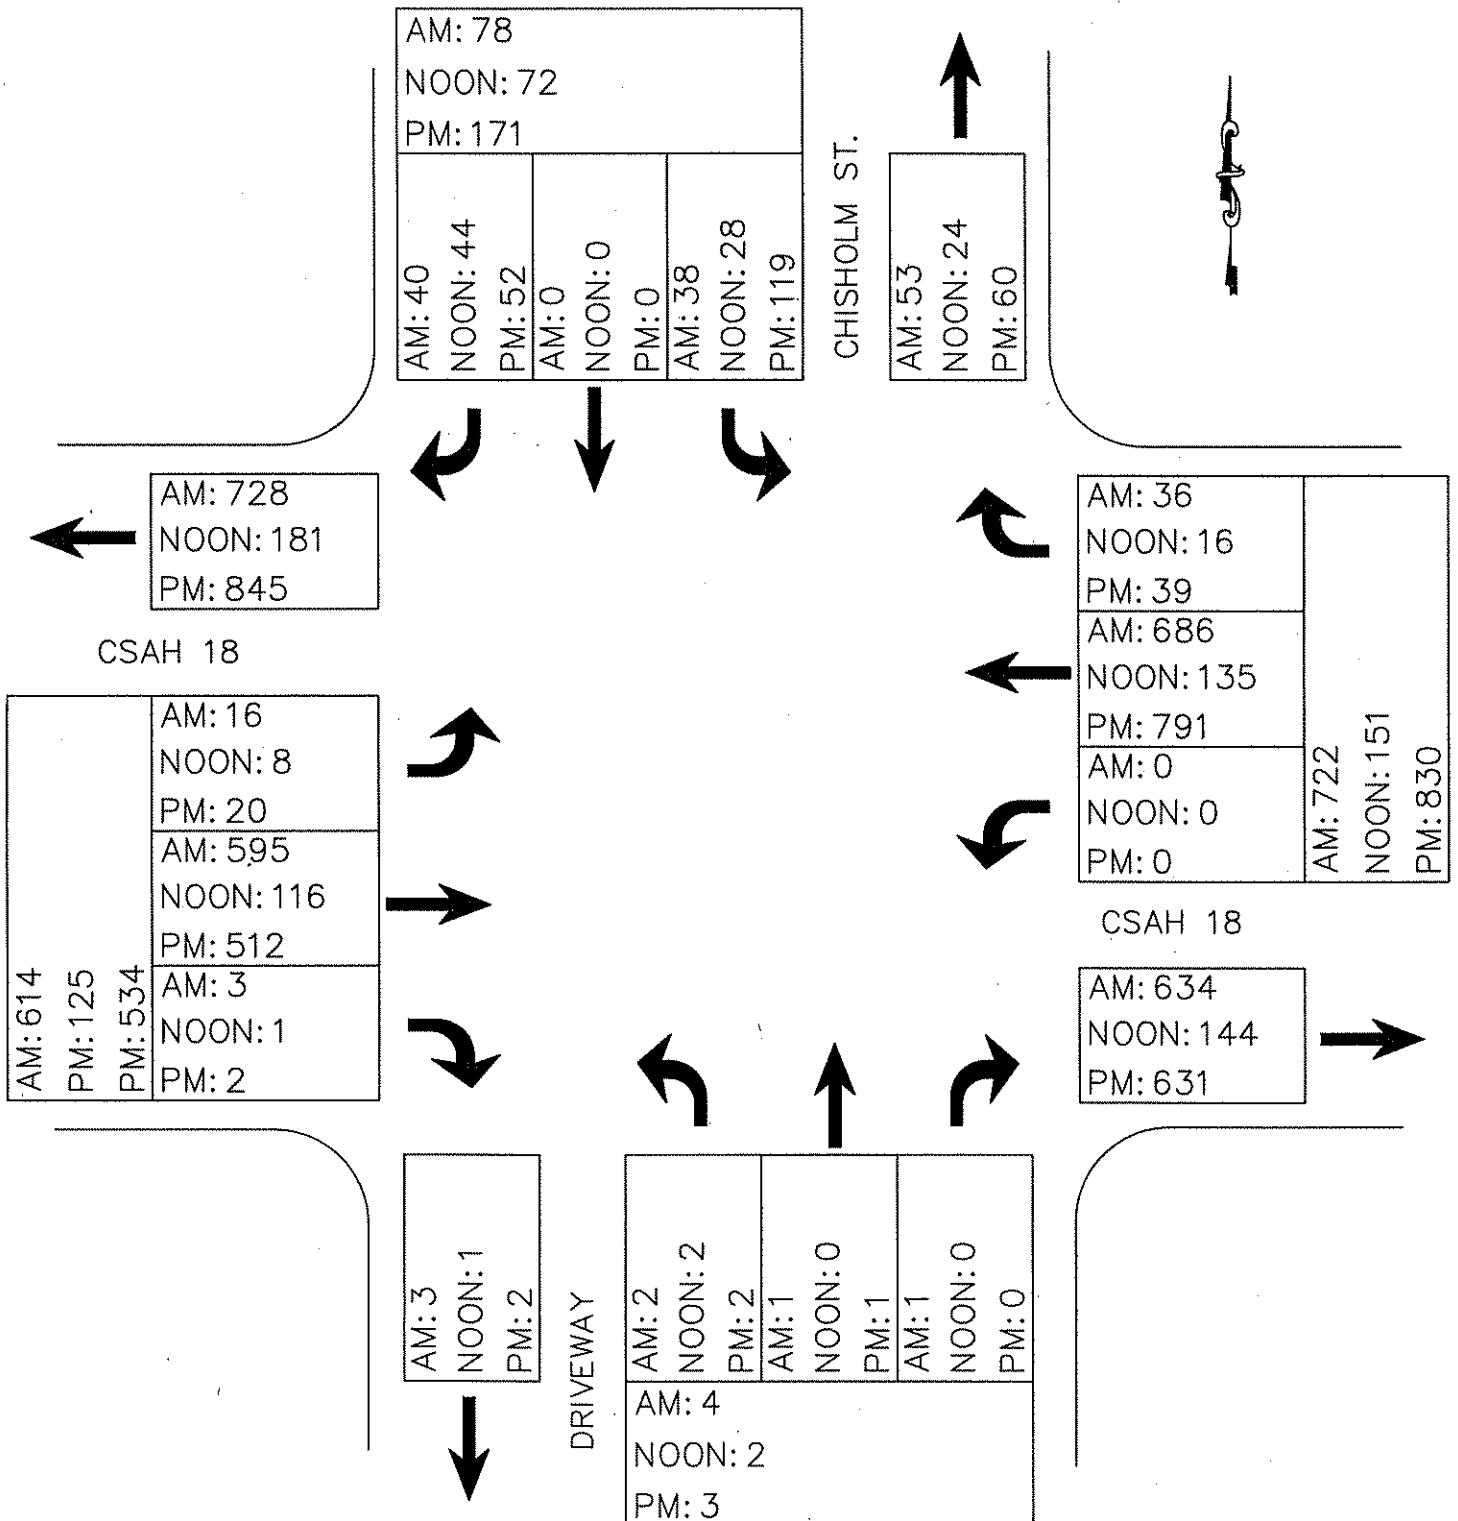 AM: 78
NOON: 72
PM: 171
AM: 40
NOON: 44
PM: 52
AM: 0
NOON: 0
PM: 0
AM: 38
NOON: 28
PM: 119
CHISHOLM ST.
AM: 53
NOON: 24
PM: 60
AM: 728
NOON: 181
PM: 845
CSAH 18
AM: 614
PM: 125
PM: 534
AM: 16
NOON: 8
PM: 20
AM: 595
NOON: 116
PM: 512
AM: 3
NOON: 1
PM: 2
AM: 36
NOON: 16
PM: 39
AM: 686
NOON: 135
PM: 791
AM: 0
NOON: 0
PM: 0
AM: 722
NOON: 151
PM: 830
CSAH 18
AM: 634
NOON: 144
PM: 631
AM: 3
NOON: 1
PM: 2
DRIVEWAY
AM: 2
NOON: 2
PM: 2
AM: 1
NOON: 0
PM: 1
AM: 1
NOON: 0
PM: 0
AM: 4
NOON: 2
PM: 3